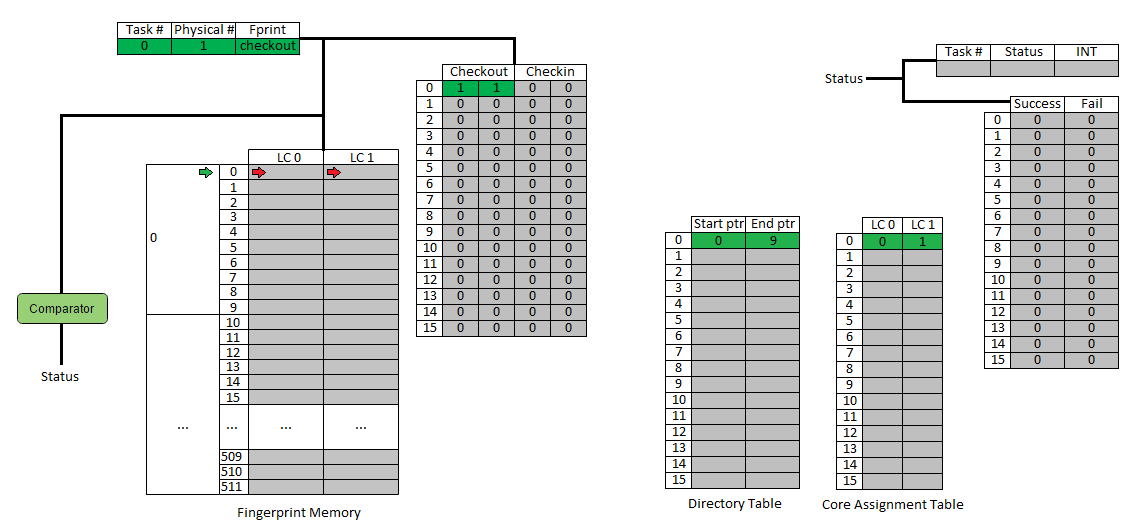 Task # Physical # Fprint
0 1 checkout
Checkout Checkin
0 1 1 0 0
1 0 0 0 0
2 0 0 0 0
3 0 0 0 0
4 0 0 0 0
5 0 0 0 0
6 0 0 0 0
7 0 0 0 0
8 0 0 0 0
9 0 0 0 0
10 0 0 0 0
11 0 0 0 0
12 0 0 0 0
13 0 0 0 0
14 0 0 0 0
15 0 0 0 0
LC 0 LC 1
0
0
1
2
3
4
5
6
7
8
9
10
11
12
13
14
15
... ... ... ...
509
510
511
Fingerprint Memory
Comparator
Status
Start ptr End ptr
0 0 9
1
2
3
4
5
6
7
8
9
10
11
12
13
14
15
Directory Table
LC 0 LC 1
0 0 1
1
2
3
4
5
6
7
8
9
10
11
12
13
14
15
Core Assignment Table
Status
Task # Status INT
Success Fail
0 0 0
1 0 0
2 0 0
3 0 0
4 0 0
5 0 0
6 0 0
7 0 0
8 0 0
9 0 0
10 0 0
11 0 0
12 0 0
13 0 0
14 0 0
15 0 0